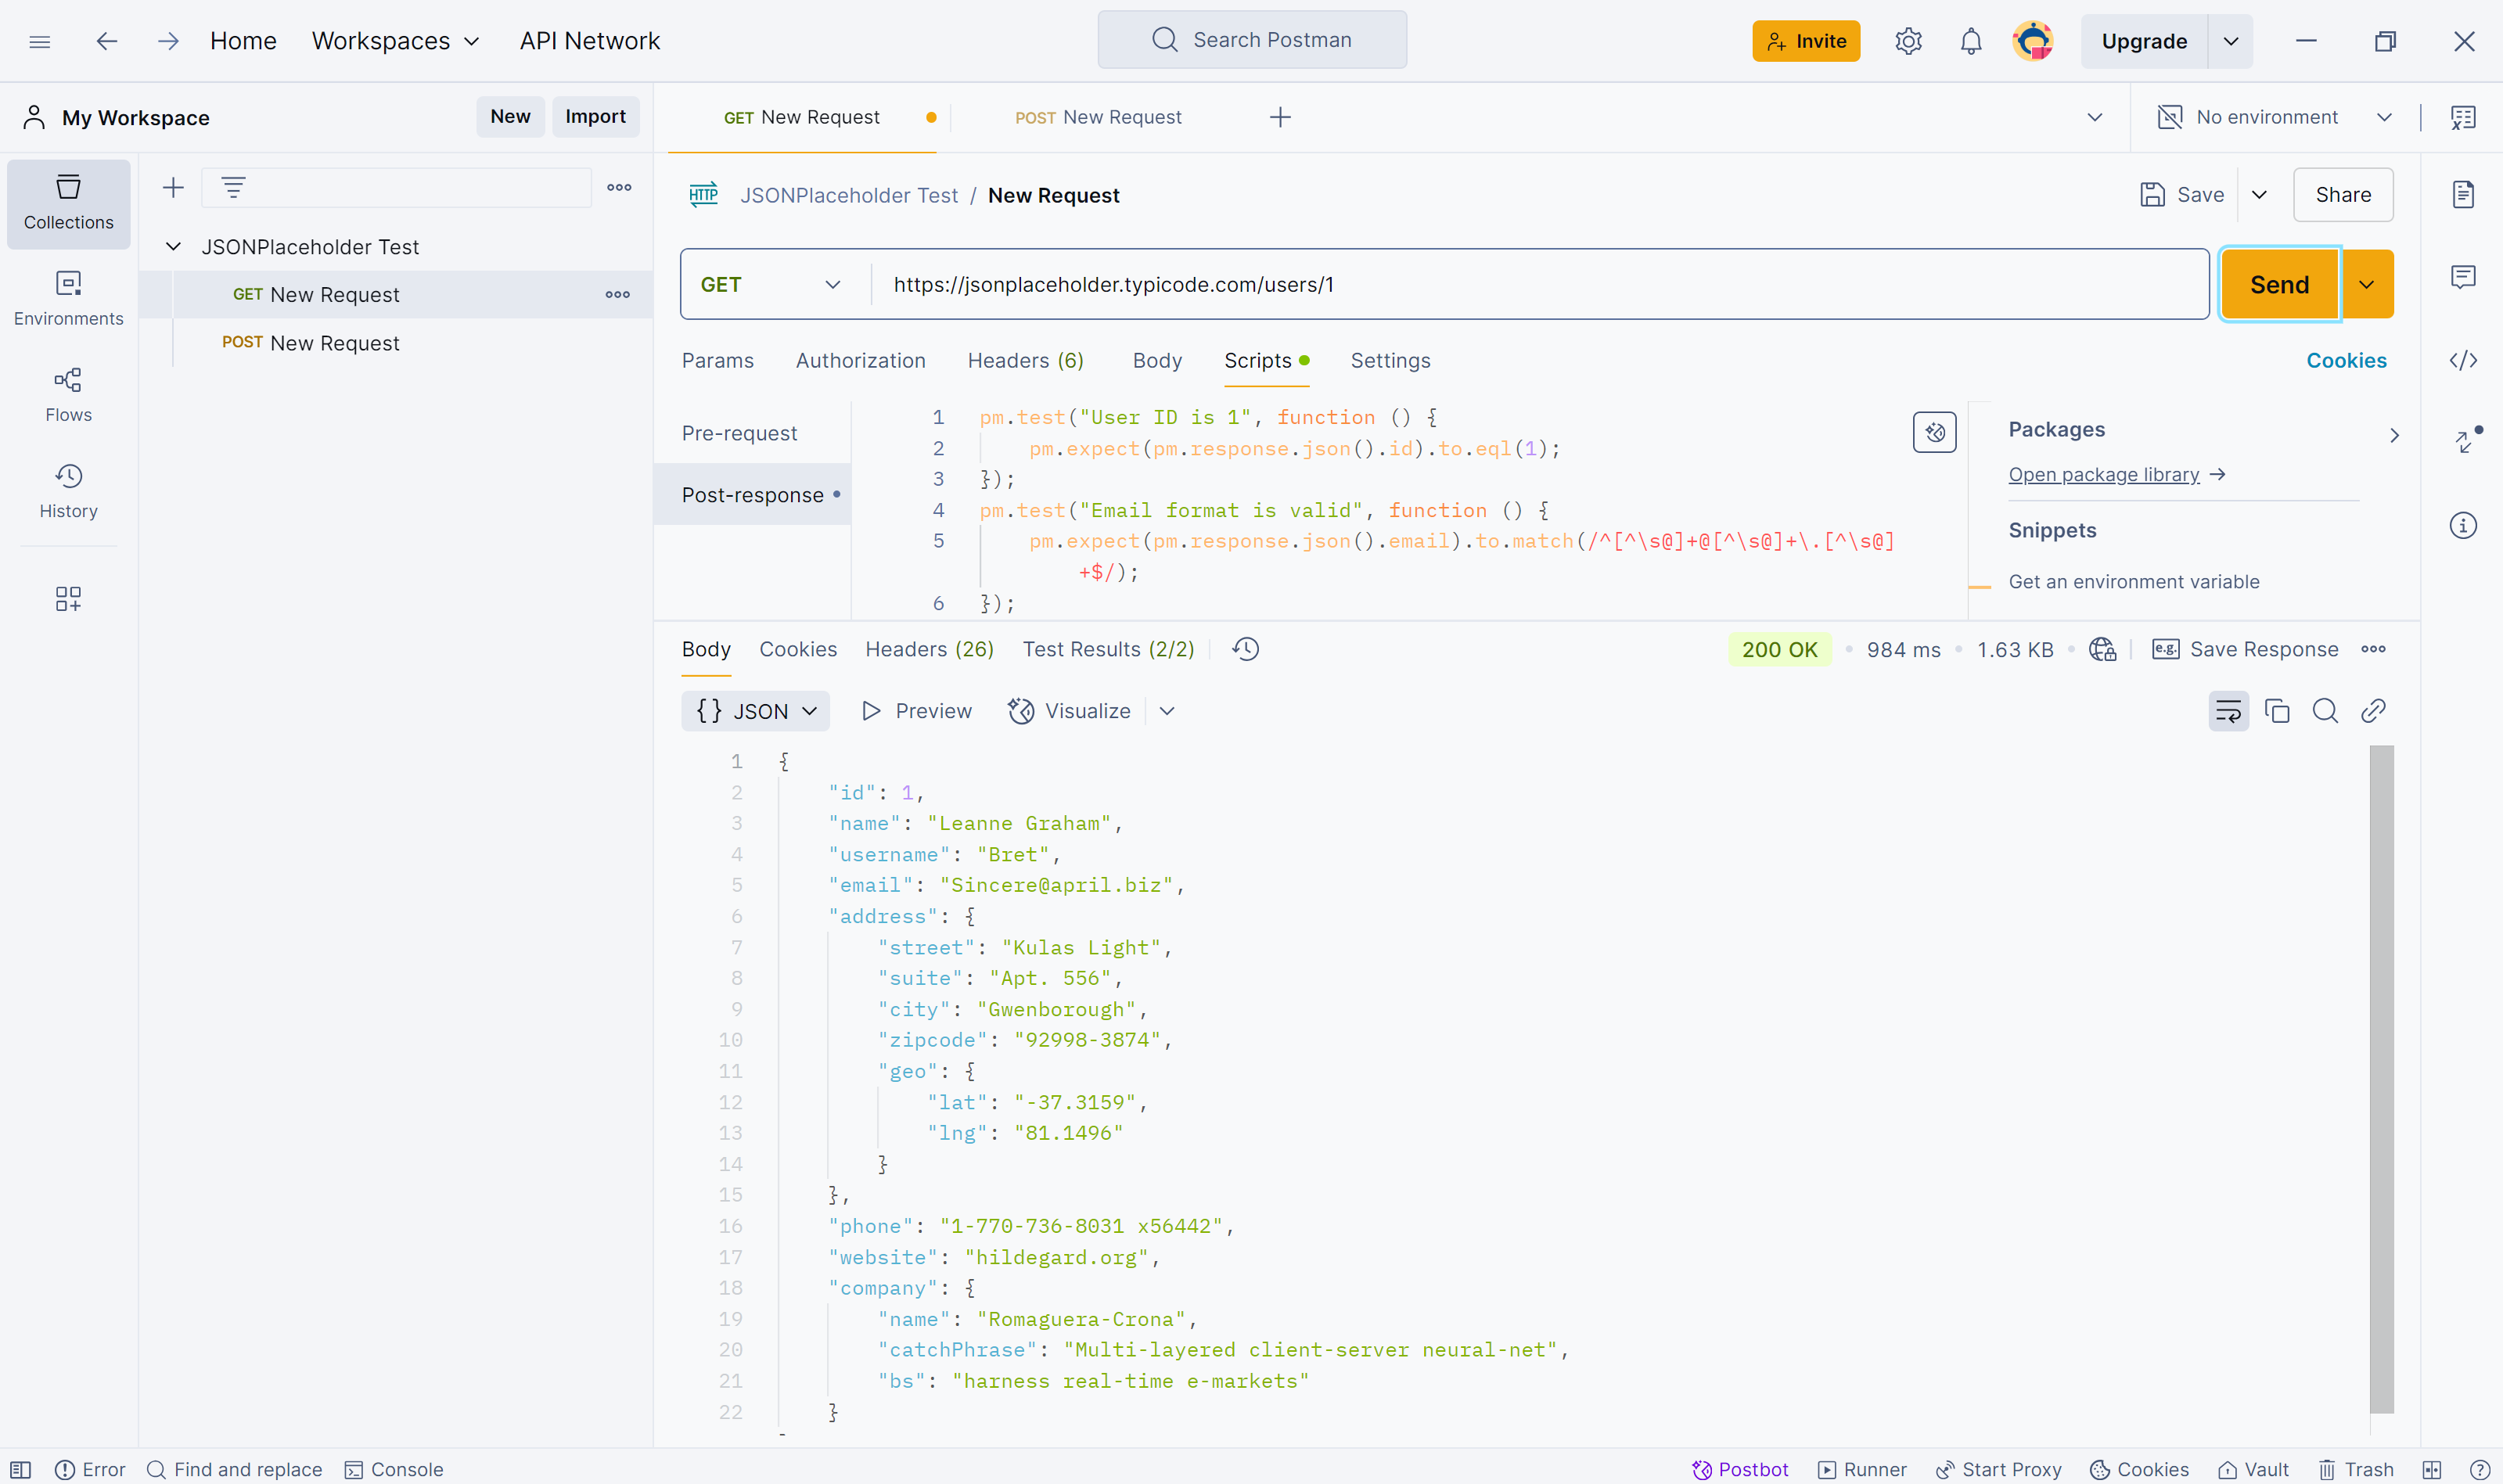 Home Workspaces API Network Search Postman Invite Upgrade
My Workspace New Import GET New Request POST New Request No environment
Collections
Environments
Flows
History
JSONPlaceholder Test
GET New Request
POST New Request
HTTP JSONPlaceholder Test / New Request Save Share
GET https://jsonplaceholder.typicode.com/users/1 Send
Params Authorization Headers (6) Body Scripts Settings Cookies
Pre-request
Post-response
1 pm.test("User ID is 1", function () {
2 pm.expect(pm.response.json().id).to.eql(1);
3 });
4 pm.test("Email format is valid", function () {
5 pm.expect(pm.response.json().email).to.match(/^[^\s@]+@[^\s@]+\.[^\s@]
+$/);
6 });
Packages
Open package library →
Snippets
Get an environment variable
Body Cookies Headers (26) Test Results (2/2) 200 OK • 984 ms • 1.63 KB • e.g. Save Response
{} JSON Preview Visualize
1 {
2 "id": 1,
3 "name": "Leanne Graham",
4 "username": "Bret",
5 "email": "Sincere@april.biz",
6 "address": {
7 "street": "Kulas Light",
8 "suite": "Apt. 556",
9 "city": "Gwenborough",
10 "zipcode": "92998-3874",
11 "geo": {
12 "lat": "-37.3159",
13 "lng": "81.1496"
14 }
15 },
16 "phone": "1-770-736-8031 x56442",
17 "website": "hildegard.org",
18 "company": {
19 "name": "Romaguera-Crona",
20 "catchPhrase": "Multi-layered client-server neural-net",
21 "bs": "harness real-time e-markets"
22 }
Error Find and replace Console Postbot Runner Start Proxy Cookies Vault Trash